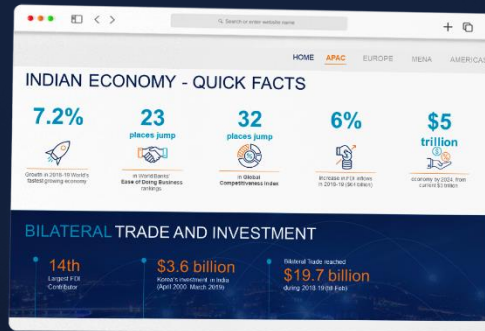 Search or enter website name
HOME APAC EUROPE MENA AMERICAS
INDIAN ECONOMY - QUICK FACTS
7.2%
Growth in 2018-19 World's
fastest growing economy
23
places jump
in World Banks'
Ease of Doing Business
rankings
32
places jump
in Global
Competitiveness Index
6%
increase in FDI inflows
in 2018-19
$5
trillion
economy by 2024, from
current $3 trillion
BILATERAL TRADE AND INVESTMENT
14th
Largest FDI
Contributor
$3.6 billion
Korea's investment in India
(April 2000- March 2019)
Bilateral Trade reached
$19.7 billion
during 2018-19